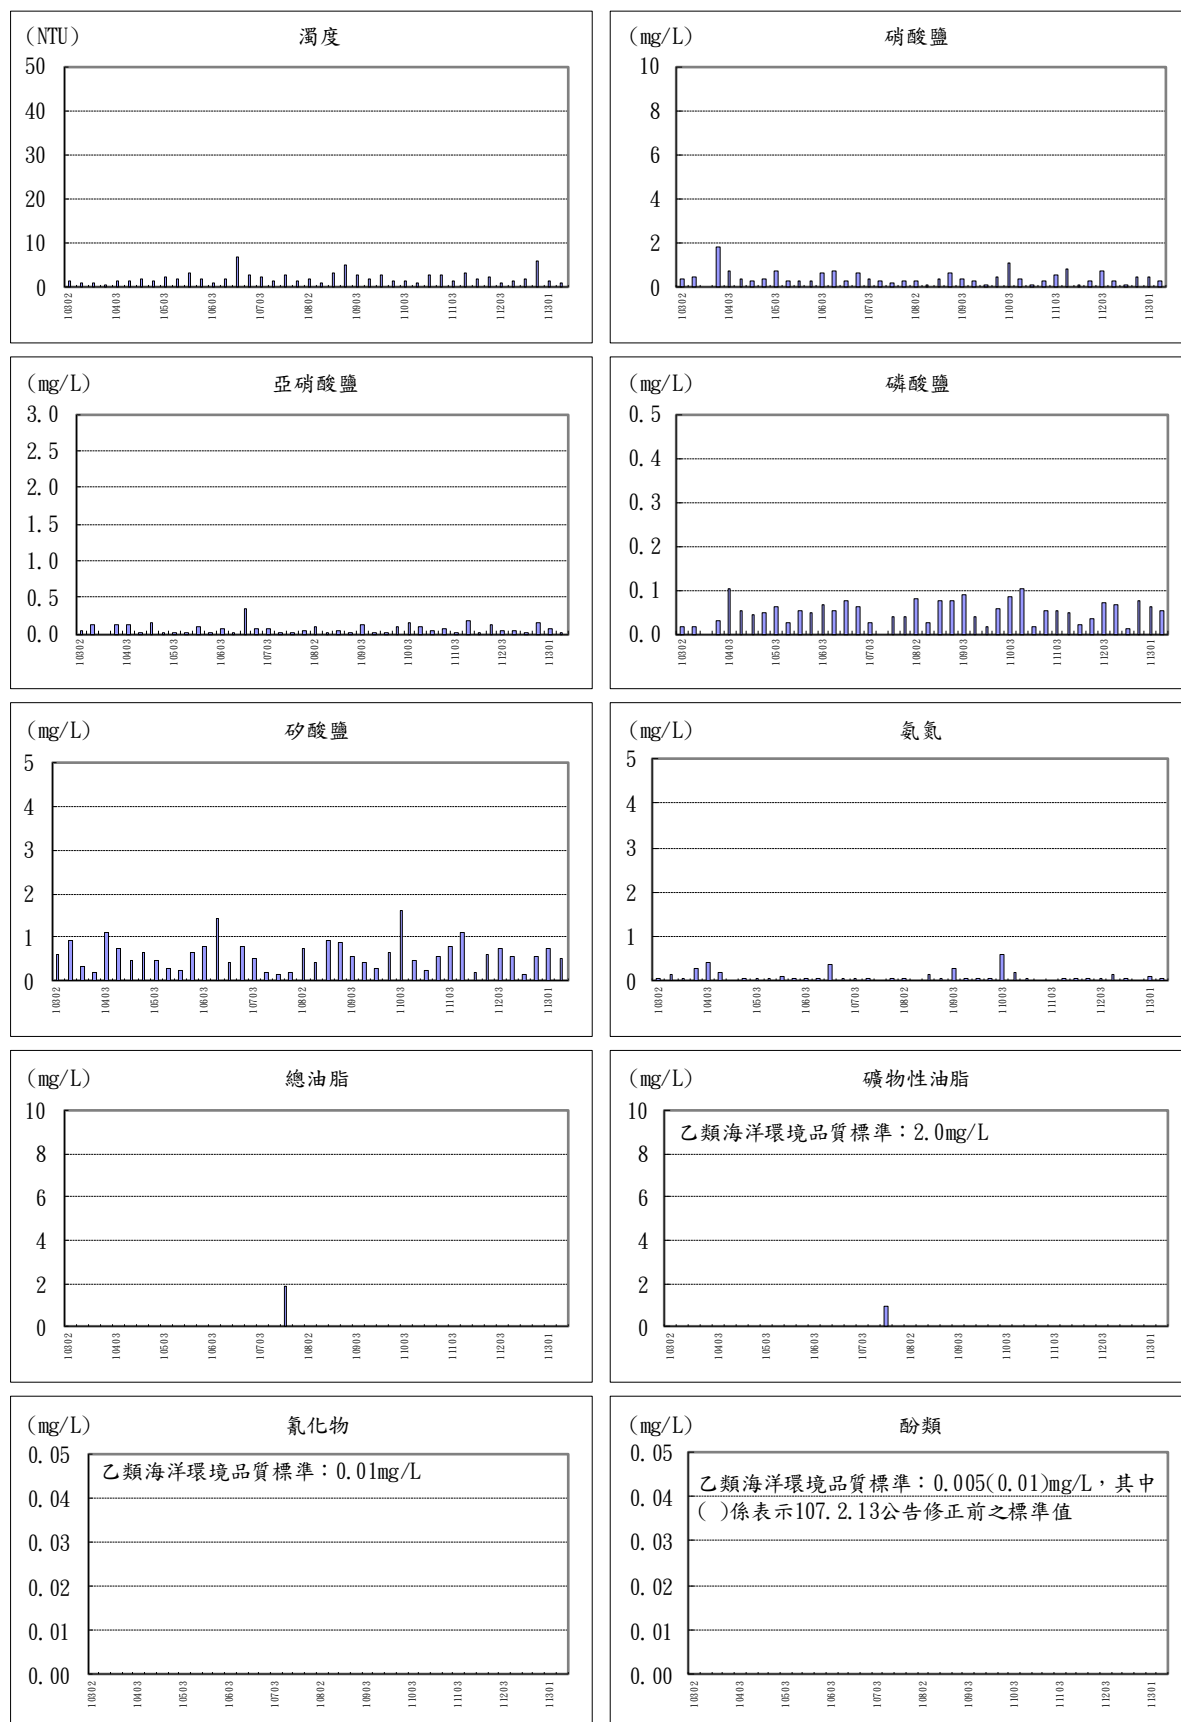 (NTU) 濁度
50
40
30
20
10
0
10302 10403 10503 10603 10703 10802 10903 11003 11103 11203 11301
(mg/L) 硝酸鹽
10
8
6
4
2
0
10302 10403 10503 10603 10703 10802 10903 11003 11103 11203 11301
(mg/L) 亞硝酸鹽
3.0
2.5
2.0
1.5
1.0
0.5
0.0
10302 10403 10503 10603 10703 10802 10903 11003 11103 11203 11301
(mg/L) 磷酸鹽
0.5
0.4
0.3
0.2
0.1
0.0
10302 10403 10503 10603 10703 10802 10903 11003 11103 11203 11301
(mg/L) 矽酸鹽
5
4
3
2
1
0
10302 10403 10503 10603 10703 10802 10903 11003 11103 11203 11301
(mg/L) 氨氮
5
4
3
2
1
0
10302 10403 10503 10603 10703 10802 10903 11003 11103 11203 11301
(mg/L) 總油脂
10
8
6
4
2
0
10302 10403 10503 10603 10703 10802 10903 11003 11103 11203 11301
(mg/L) 礦物性油脂
10
乙類海洋環境品質標準：2.0mg/L
8
6
4
2
0
10302 10403 10503 10603 10703 10802 10903 11003 11103 11203 11301
(mg/L) 氰化物
0.05
乙類海洋環境品質標準：0.01mg/L
0.04
0.03
0.02
0.01
0.00
10302 10403 10503 10603 10703 10802 10903 11003 11103 11203 11301
(mg/L) 酚類
0.05
乙類海洋環境品質標準：0.005(0.01)mg/L，其中
0.04
( )係表示107.2.13公告修正前之標準值
0.03
0.02
0.01
0.00
10302 10403 10503 10603 10703 10802 10903 11003 11103 11203 11301